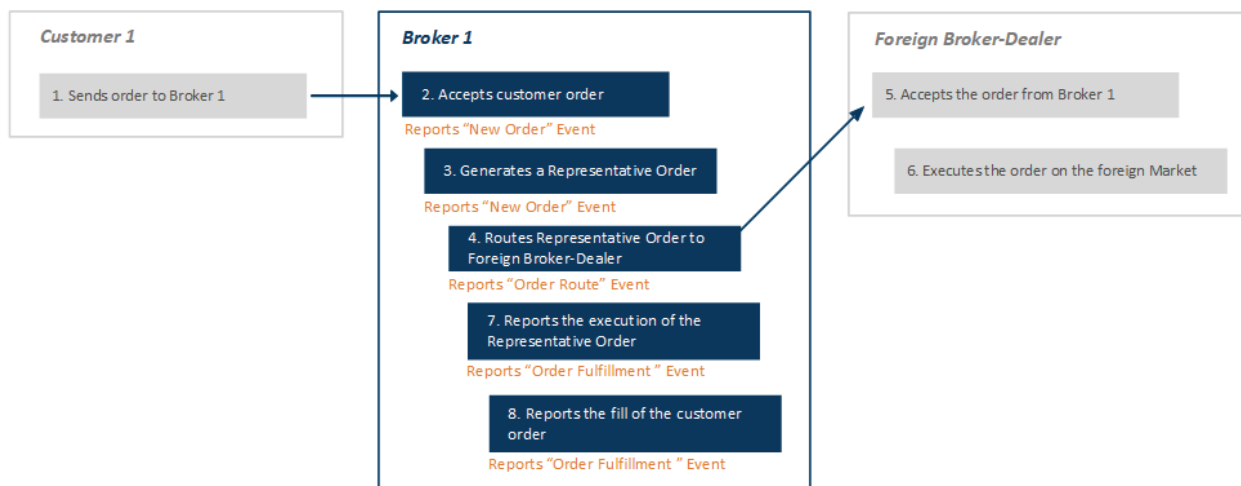 Customer 1
1. Sends order to Broker 1
Broker 1
2. Accepts customer order
Reports “New Order” Event
3. Generates a Representative Order
Reports “New Order” Event
4. Routes Representative Order to
Foreign Broker-Dealer
Reports “Order Route” Event
7. Reports the execution of the
Representative Order
Reports “Order Fulfillment ” Event
8. Reports the fill of the customer
order
Reports “Order Fulfillment ” Event
Foreign Broker-Dealer
5. Accepts the order from Broker 1
6. Executes the order on the foreign Market